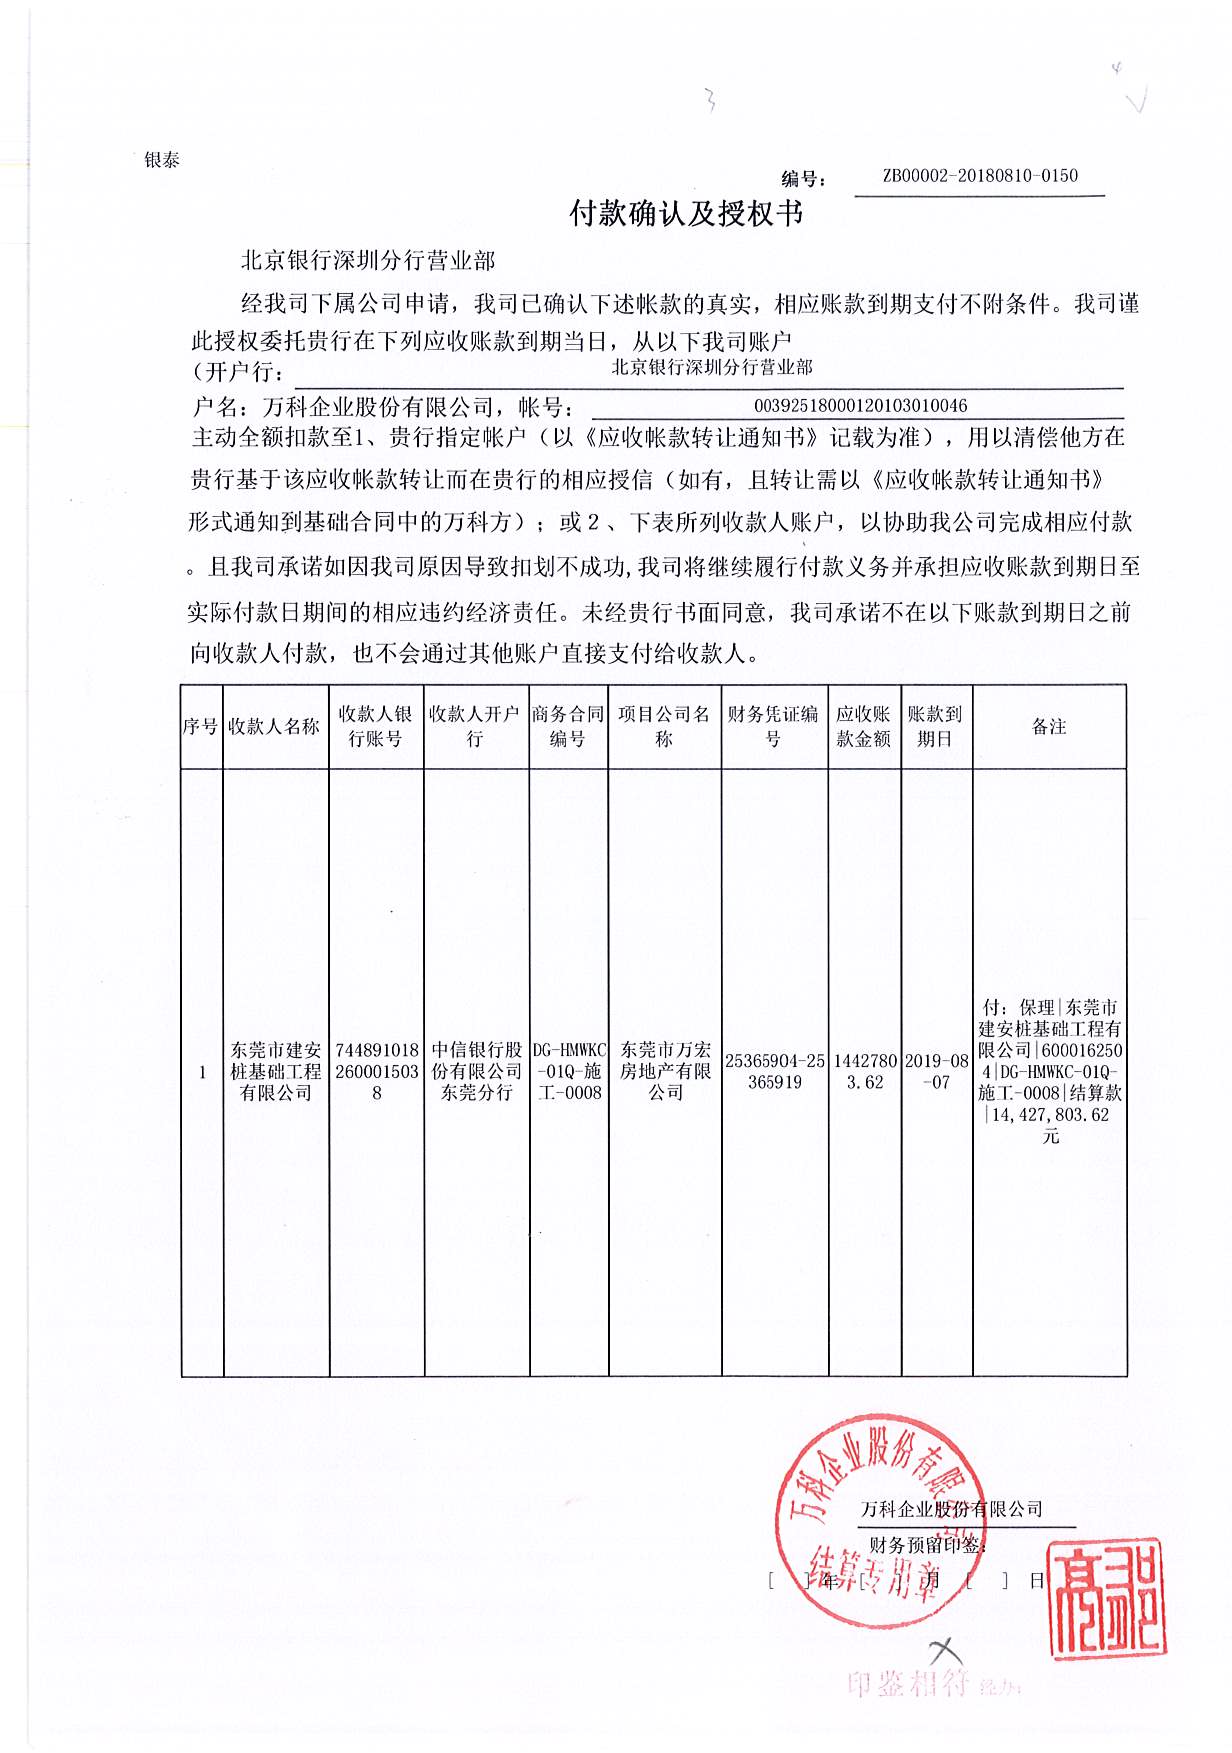 4
3
银泰
编号： ZB00002-20180810-0150
付款确认及授权书
北京银行深圳分行营业部
经我司下属公司申请，我司已确认下述帐款的真实，相应账款到期支付不附条件。我司谨
此授权委托贵行在下列应收账款到期当日，从以下我司账户
（开户行： 北京银行深圳分行营业部
户名：万科企业股份有限公司，帐号： 00392518000120103010046
主动全额扣款至1、贵行指定帐户（以《应收帐款转让通知书》记载为准），用以清偿他方在
贵行基于该应收帐款转让而在贵行的相应授信（如有，且转让需以《应收帐款转让通知书》
形式通知到基础合同中的万科方）；或２、下表所列收款人账户，以协助我公司完成相应付款
。且我司承诺如因我司原因导致扣划不成功,我司将继续履行付款义务并承担应收账款到期日至
实际付款日期间的相应违约经济责任。未经贵行书面同意，我司承诺不在以下账款到期日之前
向收款人付款，也不会通过其他账户直接支付给收款人。
序号 收款人名称 收款人银行账号 收款人开户行 商务合同编号 项目公司名称 财务凭证编号 应收账款金额 账款到期日 备注
1 东莞市建安桩基础工程有限公司 7448910182600015038 中信银行股份有限公司东莞分行 DG-HMWKC-01Q-施工-0008 东莞市万宏房地产有限公司 25365904-25365919 14427803.62 2019-08-07 付：保理|东莞市建安桩基础工程有限公司|6000162504|DG-HMWKC-01Q-施工-0008|结算款|14,427,803.62元
万科企业股份有限公司
万科企业股份有限公司
财务预留印签：
结算专用章
[ ]年[ ]月[ ]日
印鉴相符